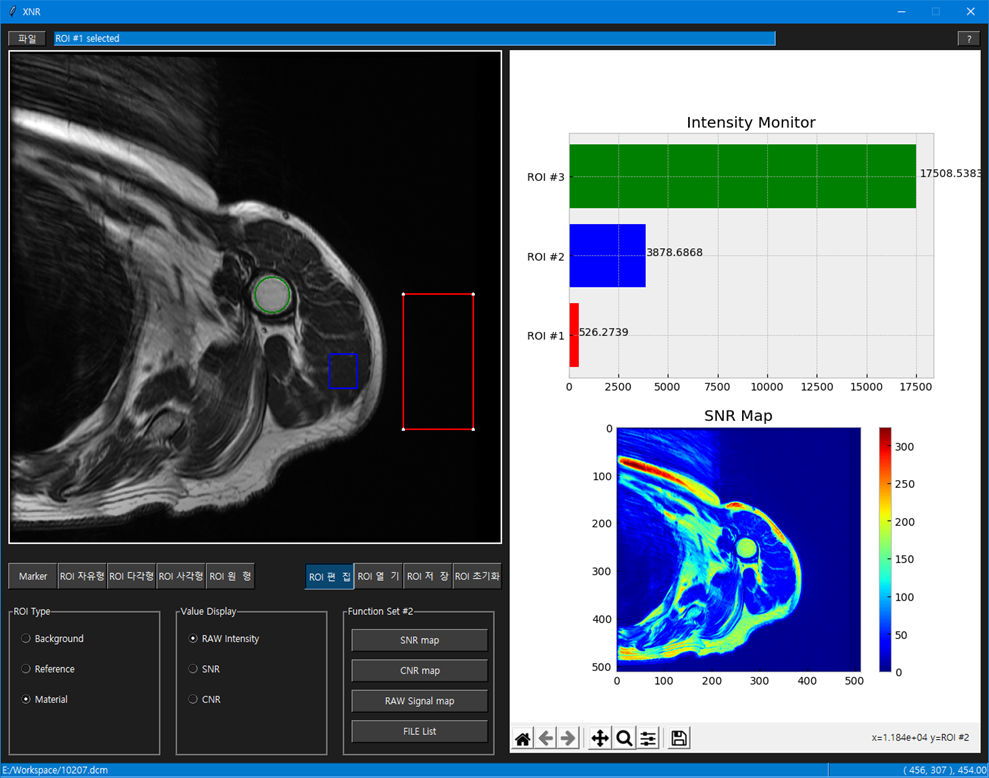 XNR
파일
ROI #1 selected
?
Intensity Monitor
ROI #3
17508.5383
ROI #2
3878.6868
ROI #1
526.2739
0 2500 5000 7500 10000 12500 15000 17500
SNR Map
0
100
200
300
400
500
0 100 200 300 400 500
300
250
200
150
100
50
0
Marker ROI 자유형 ROI 다각형 ROI 사각형 ROI 원 형 ROI 편 집 ROI 열 기 ROI 저 장 ROI 초기화
ROI Type
Background
Reference
Material
Value Display
RAW Intensity
SNR
CNR
Function Set #2
SNR map
CNR map
RAW Signal map
FILE List
x=1.184e+04 y=ROI #2
E:/Workspace/10207.dcm
( 456, 307 ), 454.00